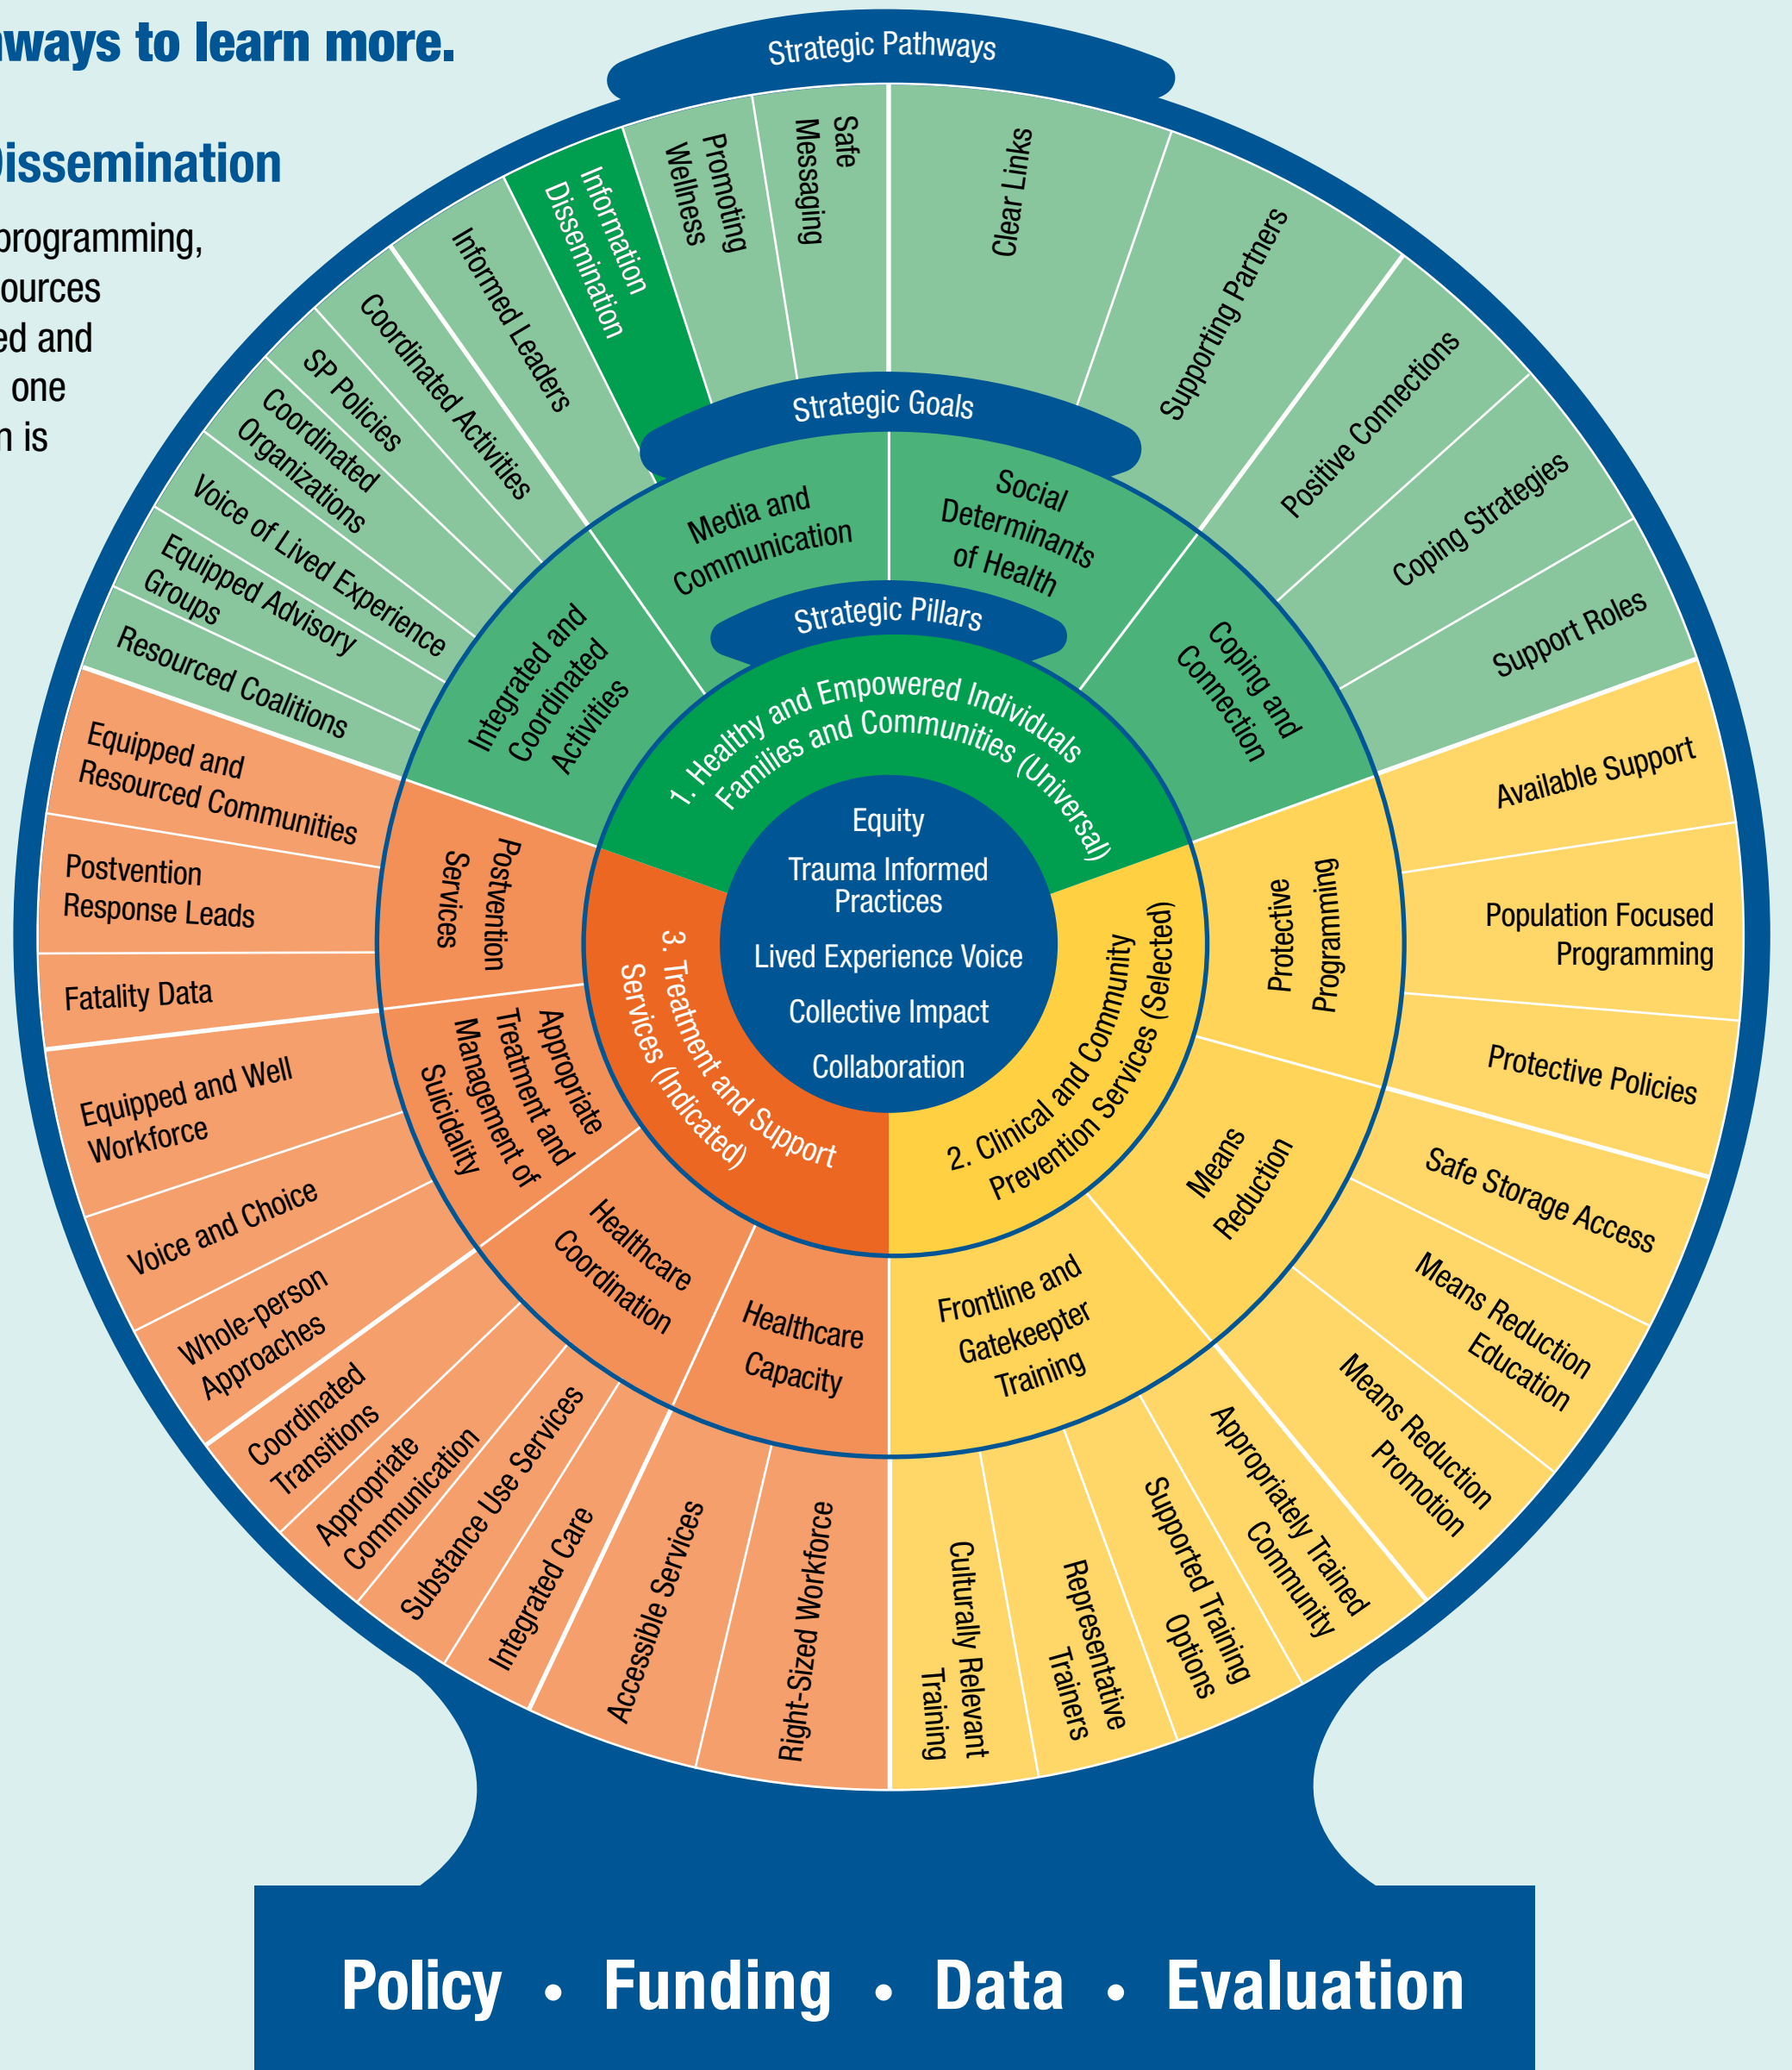 ways to learn more.
Dissemination
programming,
ources
ed and
one
n is
Strategic Pathways
Safe
Messaging
Promoting
Wellness
Information
Dissemination
Informed Leaders
Coordinated Activities
SP Policies
Coordinated
Organizations
Voice of Lived Experience
Equipped Advisory
Groups
Resourced Coalitions
Clear Links
Supporting Partners
Positive Connections
Coping Strategies
Support Roles
Strategic Goals
Media and
Communication
Social
Determinants
of Health
Integrated and
Coordinated
Activities
Coping and
Connection
Strategic Pillars
1. Healthy and Empowered Individuals
Families and Communities (Universal)
Equity
Trauma Informed
Practices
Lived Experience Voice
Collective Impact
Collaboration
2. Clinical and Community
Prevention Services (Selected)
3. Treatment and Support
Services (Indicated)
Protective
Programming
Available Support
Population Focused
Programming
Protective Policies
Means
Reduction
Safe Storage Access
Means Reduction
Education
Means Reduction
Promotion
Frontline and
Gatekeeper
Training
Appropriately Trained
Community
Supported Training
Options
Representative
Trainers
Culturally Relevant
Training
Postvention
Services
Equipped and
Resourced Communities
Postvention
Response Leads
Fatality Data
Appropriate
Treatment and
Management of
Suicidality
Equipped and Well
Workforce
Voice and Choice
Whole-person
Approaches
Healthcare
Coordination
Coordinated
Transitions
Appropriate
Communication
Substance Use Services
Integrated Care
Healthcare
Capacity
Accessible Services
Right-Sized Workforce
Policy • Funding • Data • Evaluation